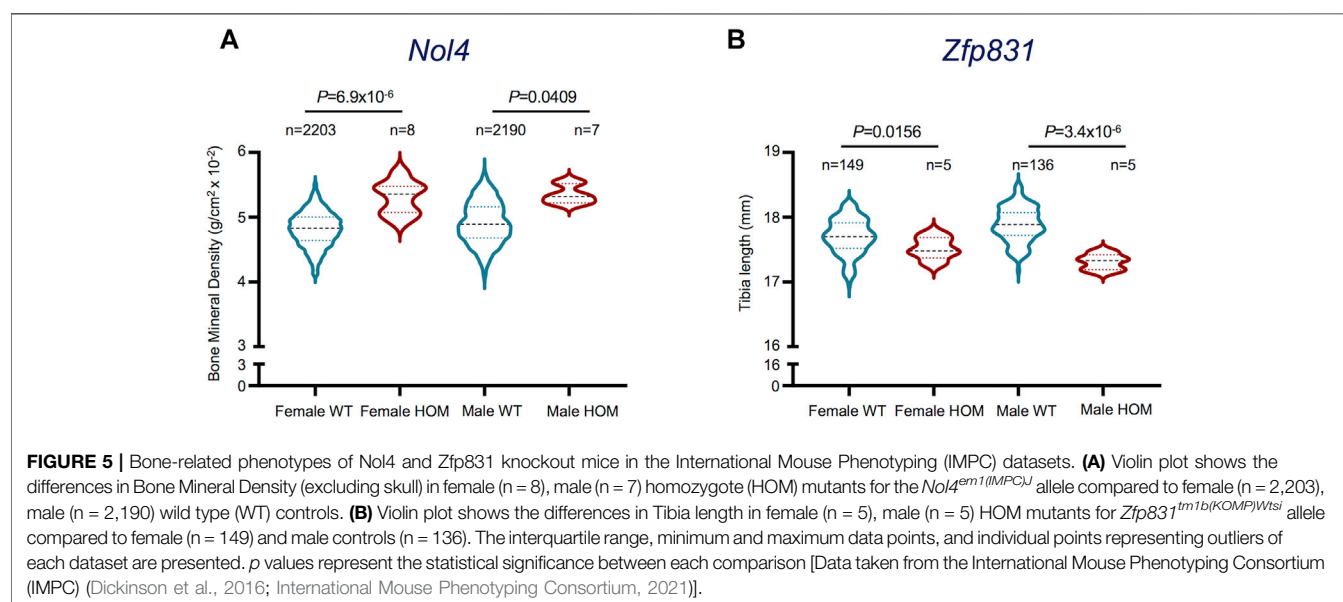 A
Nol4
P=6.9x10-6
P=0.0409
n=2203
n=8
n=2190
n=7
Bone Mineral Density (g/cm2 x 10-2)
6
5
4
3
3
0
Female WT
Female HOM
Male WT
Male HOM
B
Zfp831
P=0.0156
P=3.4x10-6
n=149
n=5
n=136
n=5
Tibia length (mm)
19
18
17
16
16
0
Female WT
Female HOM
Male WT
Male HOM
FIGURE 5 | Bone-related phenotypes of Nol4 and Zfp831 knockout mice in the International Mouse Phenotyping (IMPC) datasets. (A) Violin plot shows the
differences in Bone Mineral Density (excluding skull) in female (n = 8), male (n = 7) homozygote (HOM) mutants for the Nol4em1(IMPC)J allele compared to female (n = 2,203),
male (n = 2,190) wild type (WT) controls. (B) Violin plot shows the differences in Tibia length in female (n = 5), male (n = 5) HOM mutants for Zfp831tm1b(KOMP)Wtsi allele
compared to female (n = 149) and male controls (n = 136). The interquartile range, minimum and maximum data points, and individual points representing outliers of
each dataset are presented. p values represent the statistical significance between each comparison [Data taken from the International Mouse Phenotyping Consortium
(IMPC) (Dickinson et al., 2016; International Mouse Phenotyping Consortium, 2021)].